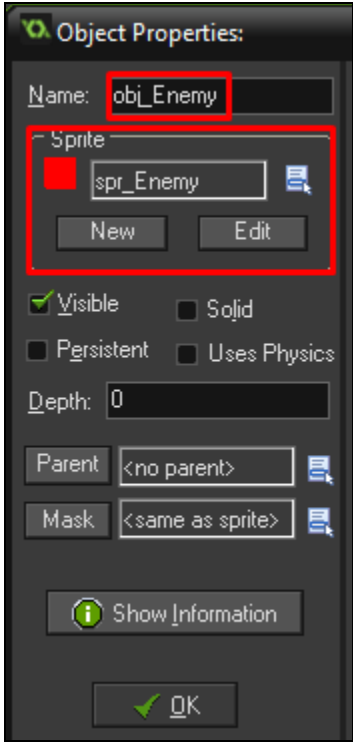 Object Properties:
Name: obj_Enemy
Sprite
spr_Enemy
New Edit
Visible Solid
Persistent Uses Physics
Depth: 0
Parent <no parent>
Mask <same as sprite>
Show Information
OK